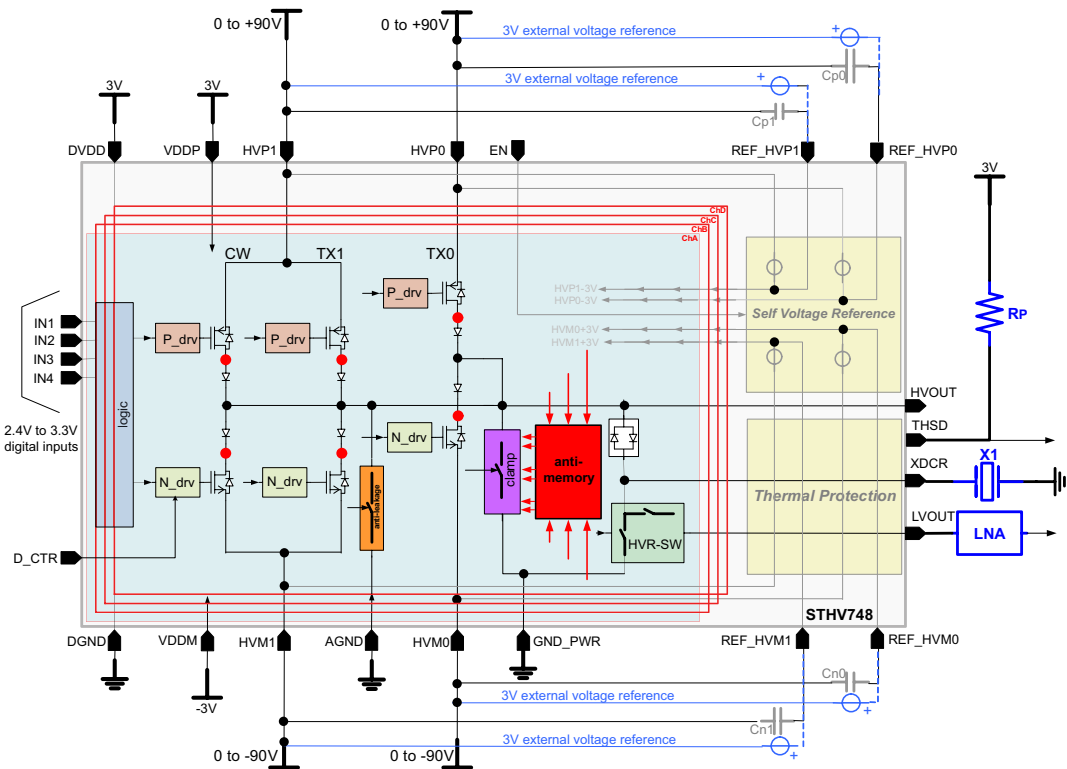 0 to +90V
0 to +90V
3V external voltage reference
+
Cp0
3V external voltage reference
+
Cp1
3V
3V
DVDD
VDDP
HVP1
HVP0
EN
REF_HVP1
REF_HVP0
3V
ChD
ChC
ChB
ChA
CW
TX1
TX0
P_drv
HVP1-3V
HVP0-3V
Self Voltage Reference
RP
IN1
IN2
IN3
IN4
P_drv
P_drv
HVM0+3V
HVM1+3V
2.4V to 3.3V
digital inputs
logic
HVOUT
THSD
N_drv
clamp
anti-
memory
X1
XDCR
N_drv
N_drv
anti-leakage
Thermal Protection
LVOUT
LNA
HVR-SW
D_CTR
STHV748
DGND
VDDM
HVM1
AGND
HVM0
GND_PWR
REF_HVM1
REF_HVM0
-3V
Cn0
3V external voltage reference
+
Cn1
3V external voltage reference
+
0 to -90V
0 to -90V